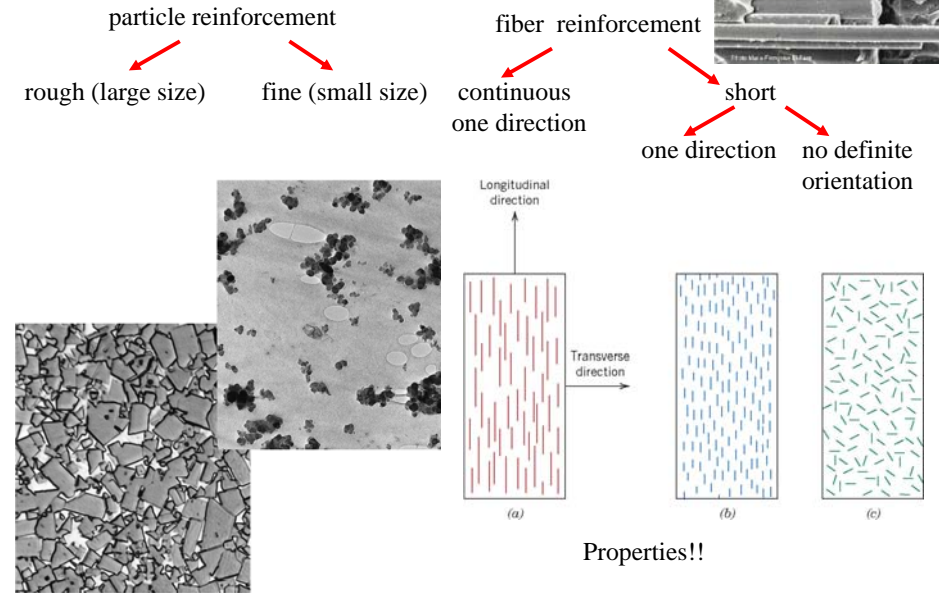 particle reinforcement
fiber reinforcement
rough (large size)
fine (small size)
continuous
one direction
short
one direction
no definite
orientation
Longitudinal
direction
Transverse
direction
(a)
(b)
(c)
Properties!!